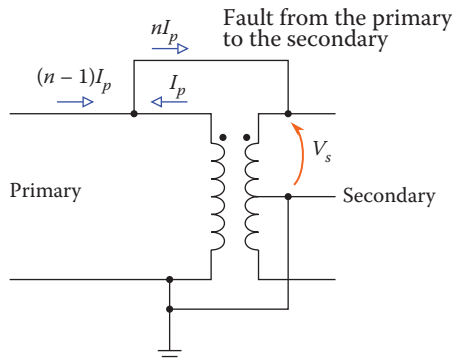 Fault from the primary
to the secondary
nI_p
(n − 1)I_p
I_p
V_s
Primary
Secondary